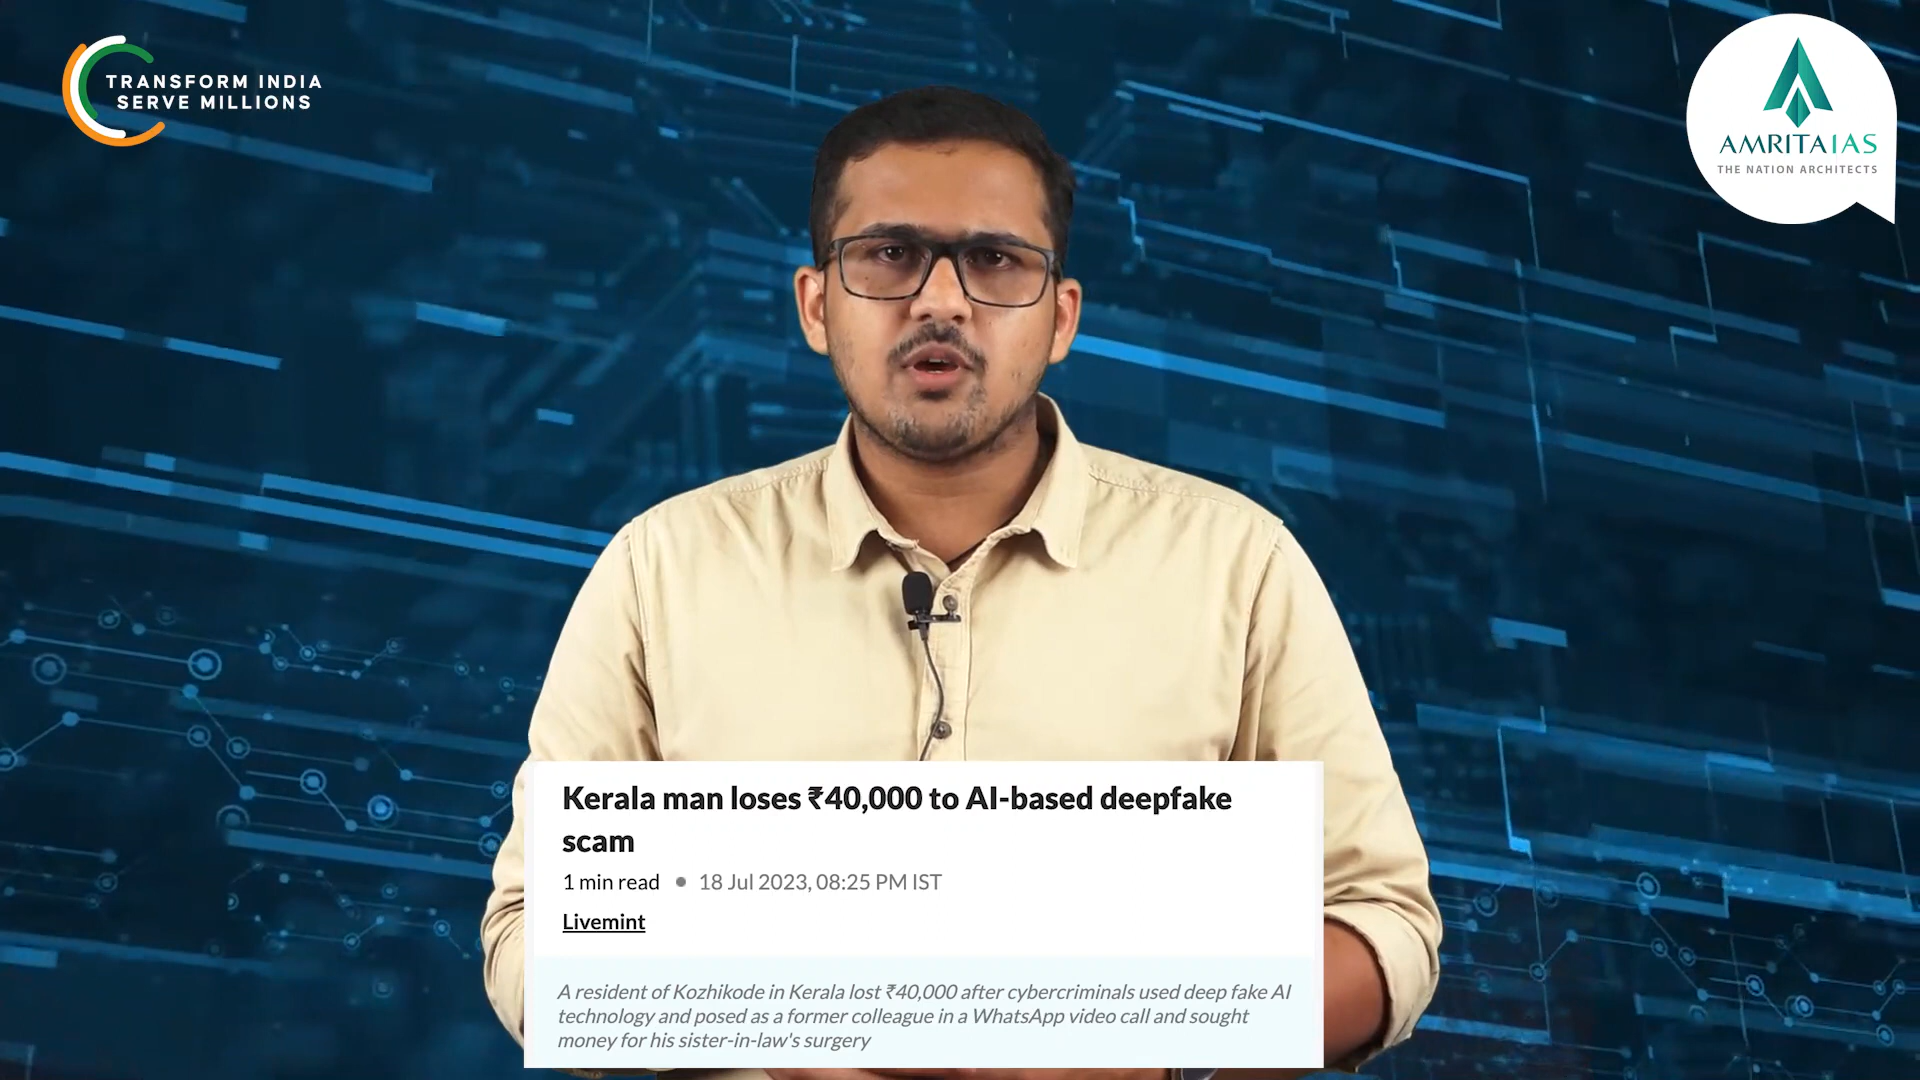 TRANSFORM INDIA
SERVE MILLIONS
AMRITA IAS
THE NATION ARCHITECTS
Kerala man loses ₹40,000 to AI-based deepfake
scam
1 min read • 18 Jul 2023, 08:25 PM IST
Livemint
A resident of Kozhikode in Kerala lost ₹40,000 after cybercriminals used deep fake AI
technology and posed as a former colleague in a WhatsApp video call and sought
money for his sister-in-law's surgery